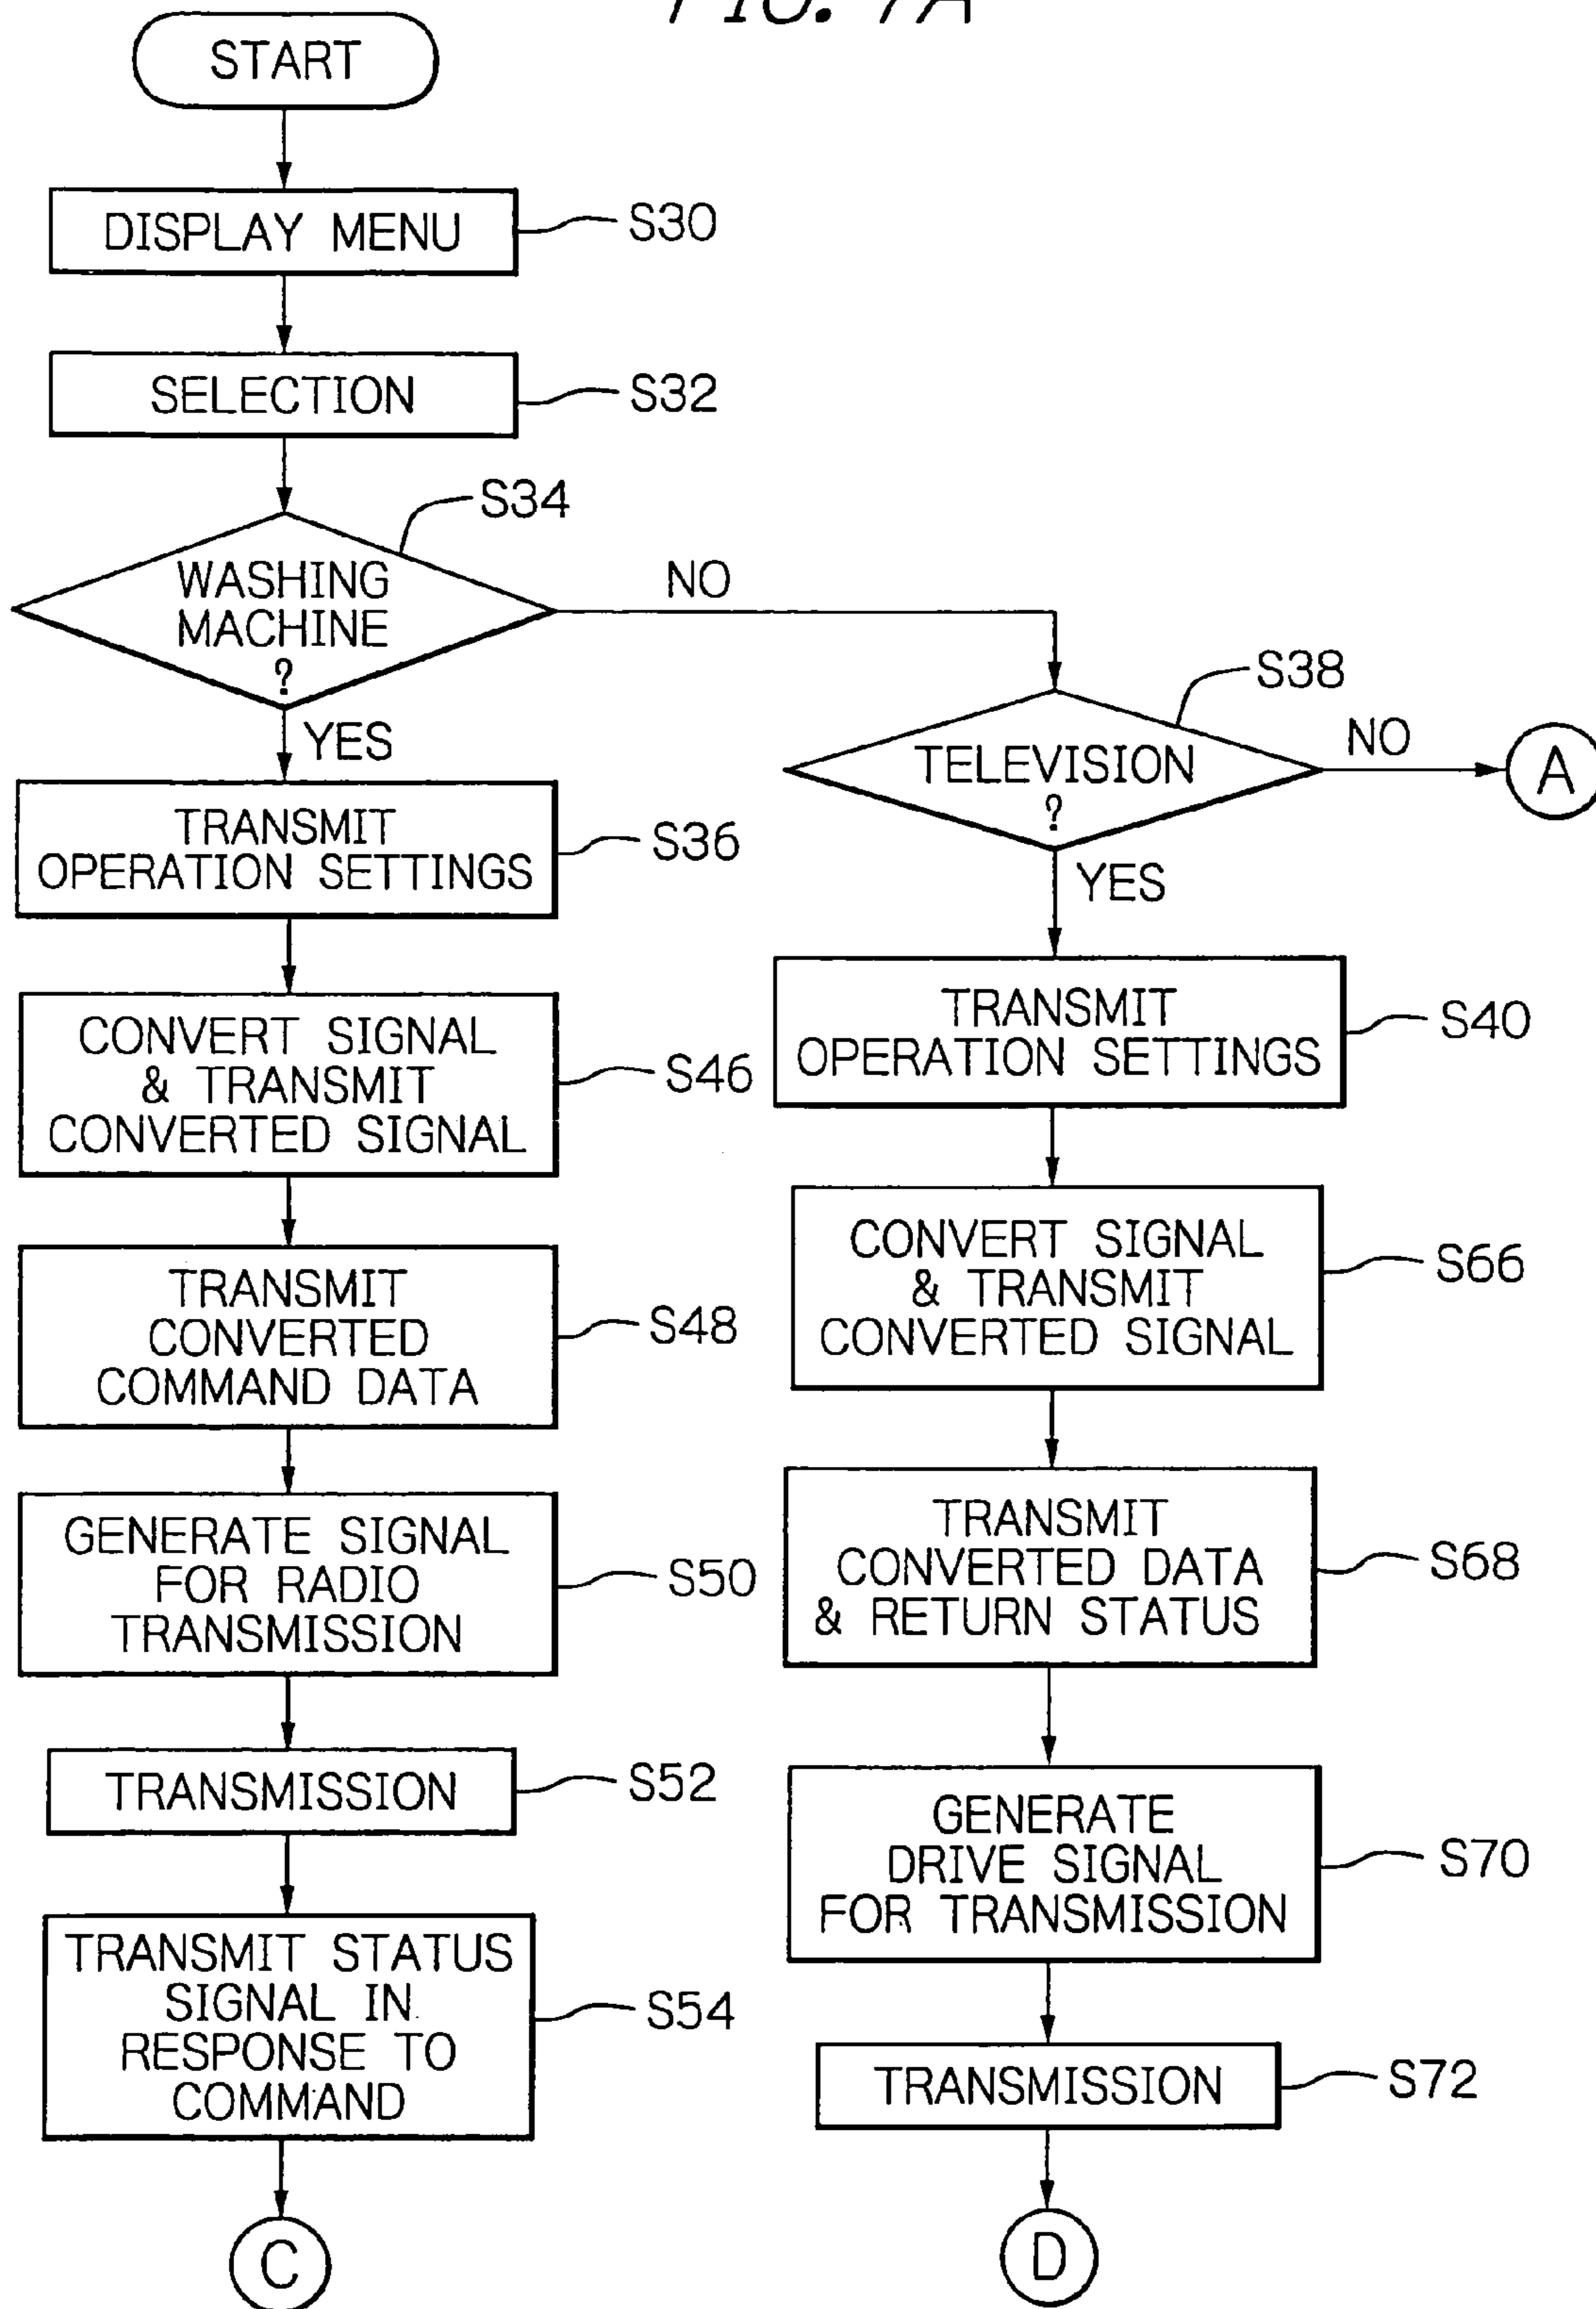 FIG. 7A
START
DISPLAY MENU
S30
SELECTION
S32
S34
WASHING
MACHINE
?
NO
YES
S38
TELEVISION
?
NO
A
YES
TRANSMIT
OPERATION SETTINGS
S36
CONVERT SIGNAL
& TRANSMIT
CONVERTED SIGNAL
S46
TRANSMIT
CONVERTED
COMMAND DATA
S48
GENERATE SIGNAL
FOR RADIO
TRANSMISSION
S50
TRANSMISSION
S52
TRANSMIT STATUS
SIGNAL IN
RESPONSE TO
COMMAND
S54
C
TRANSMIT
OPERATION SETTINGS
S40
CONVERT SIGNAL
& TRANSMIT
CONVERTED SIGNAL
S66
TRANSMIT
CONVERTED DATA
& RETURN STATUS
S68
GENERATE
DRIVE SIGNAL
FOR TRANSMISSION
S70
TRANSMISSION
S72
D